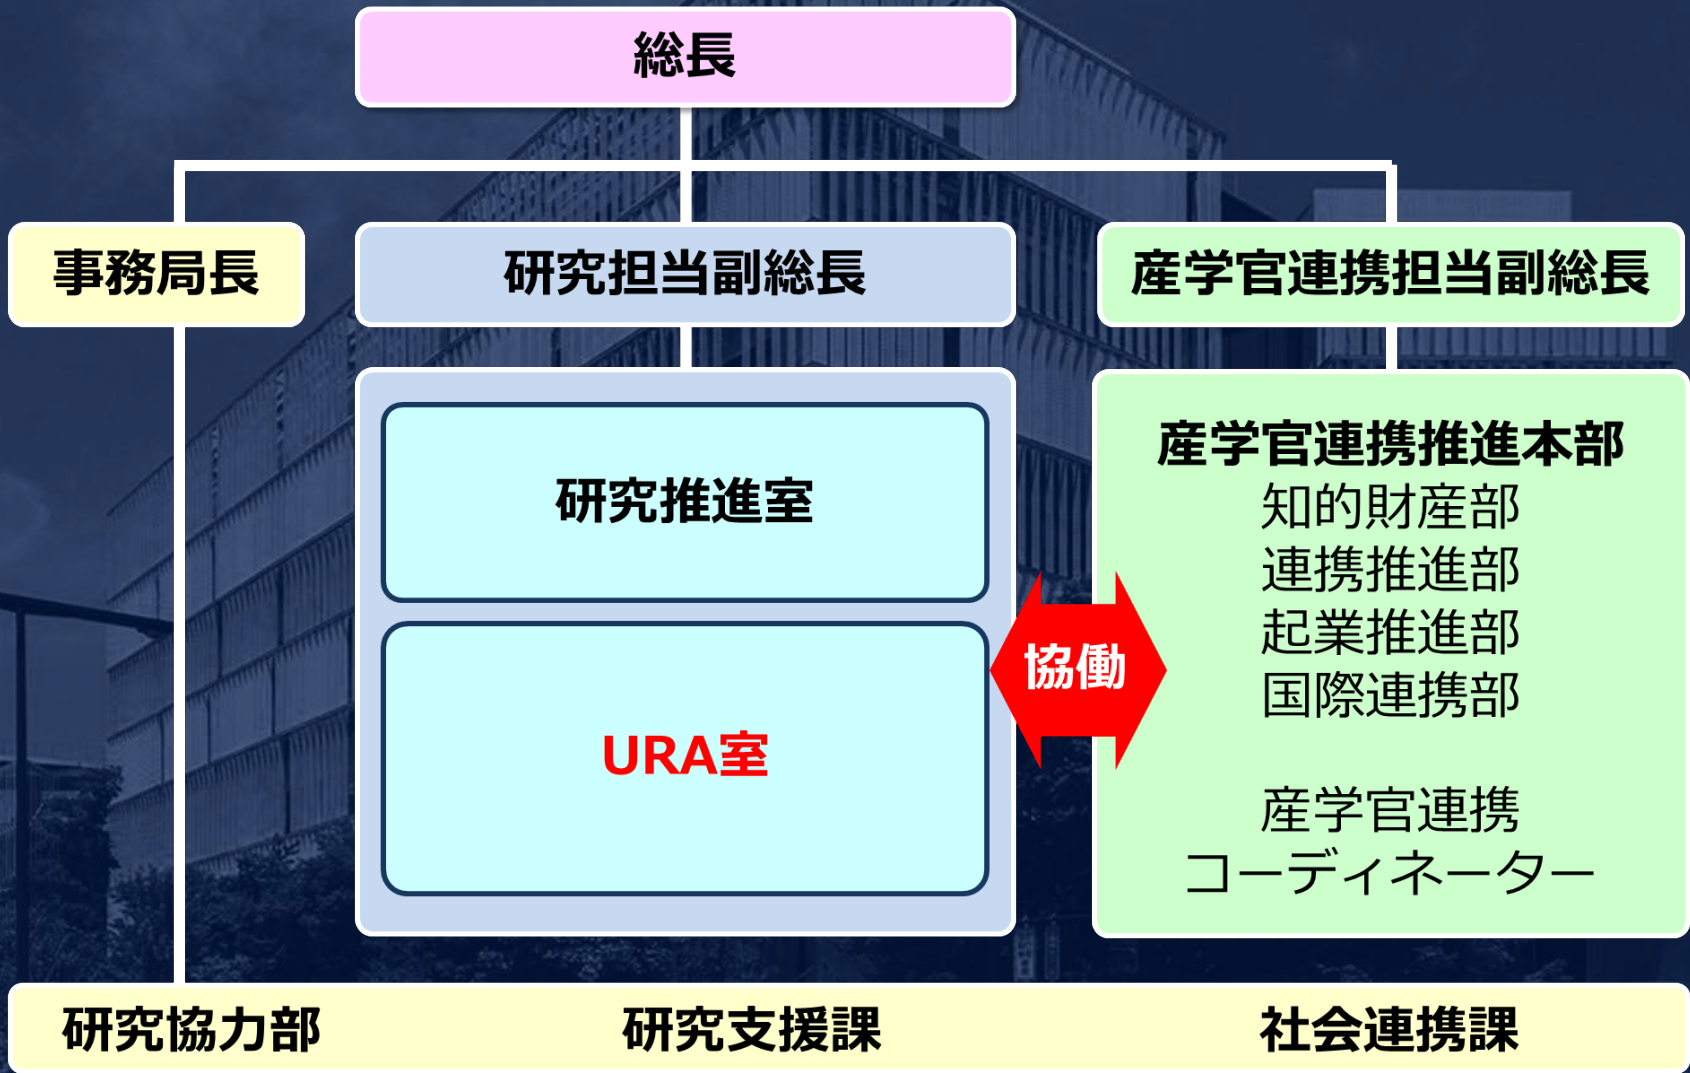 総長
事務局長
研究担当副総長
産学官連携担当副総長
研究推進室
URA室
協働
産学官連携推進本部
知的財産部
連携推進部
起業推進部
国際連携部
産学官連携
コーディネーター
研究協力部
研究支援課
社会連携課